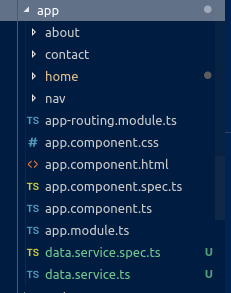 app
about
contact
home
nav
TS app-routing.module.ts
# app.component.css
<> app.component.html
TS app.component.spec.ts
TS app.component.ts
TS app.module.ts
TS data.service.spec.ts U
TS data.service.ts U